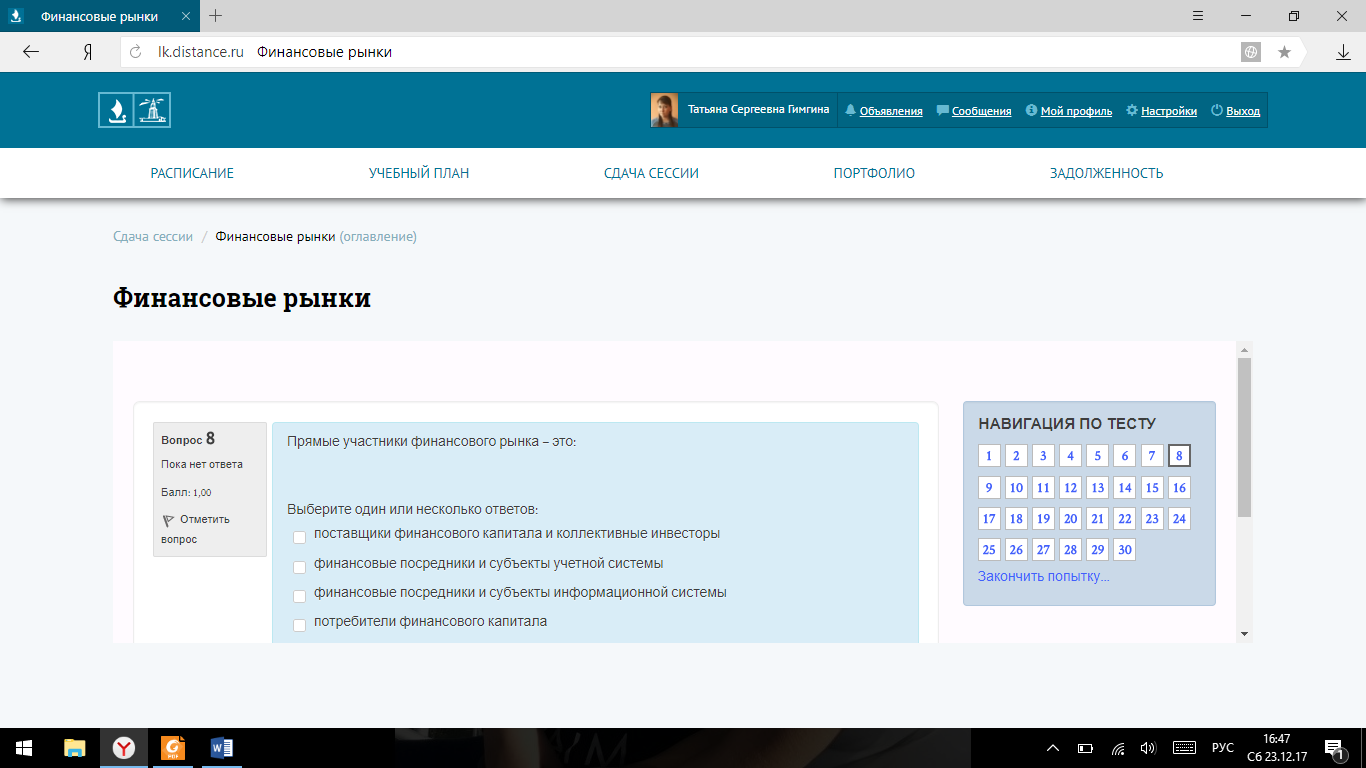 Финансовые рынки
lk.distance.ru Финансовые рынки
Татьяна Сергеевна Гимгина Объявления Сообщения Мой профиль Настройки Выход
РАСПИСАНИЕ УЧЕБНЫЙ ПЛАН СДАЧА СЕССИИ ПОРТФОЛИО ЗАДОЛЖЕННОСТЬ
Сдача сессии / Финансовые рынки (оглавление)
Финансовые рынки
Вопрос 8
Пока нет ответа
Балл: 1,00
Отметить
вопрос
Прямые участники финансового рынка – это:
Выберите один или несколько ответов:
поставщики финансового капитала и коллективные инвесторы
финансовые посредники и субъекты учетной системы
финансовые посредники и субъекты информационной системы
потребители финансового капитала
НАВИГАЦИЯ ПО ТЕСТУ
1 2 3 4 5 6 7 8
9 10 11 12 13 14 15 16
17 18 19 20 21 22 23 24
25 26 27 28 29 30
Закончить попытку...
РУС
16:47
Сб 23.12.17
1